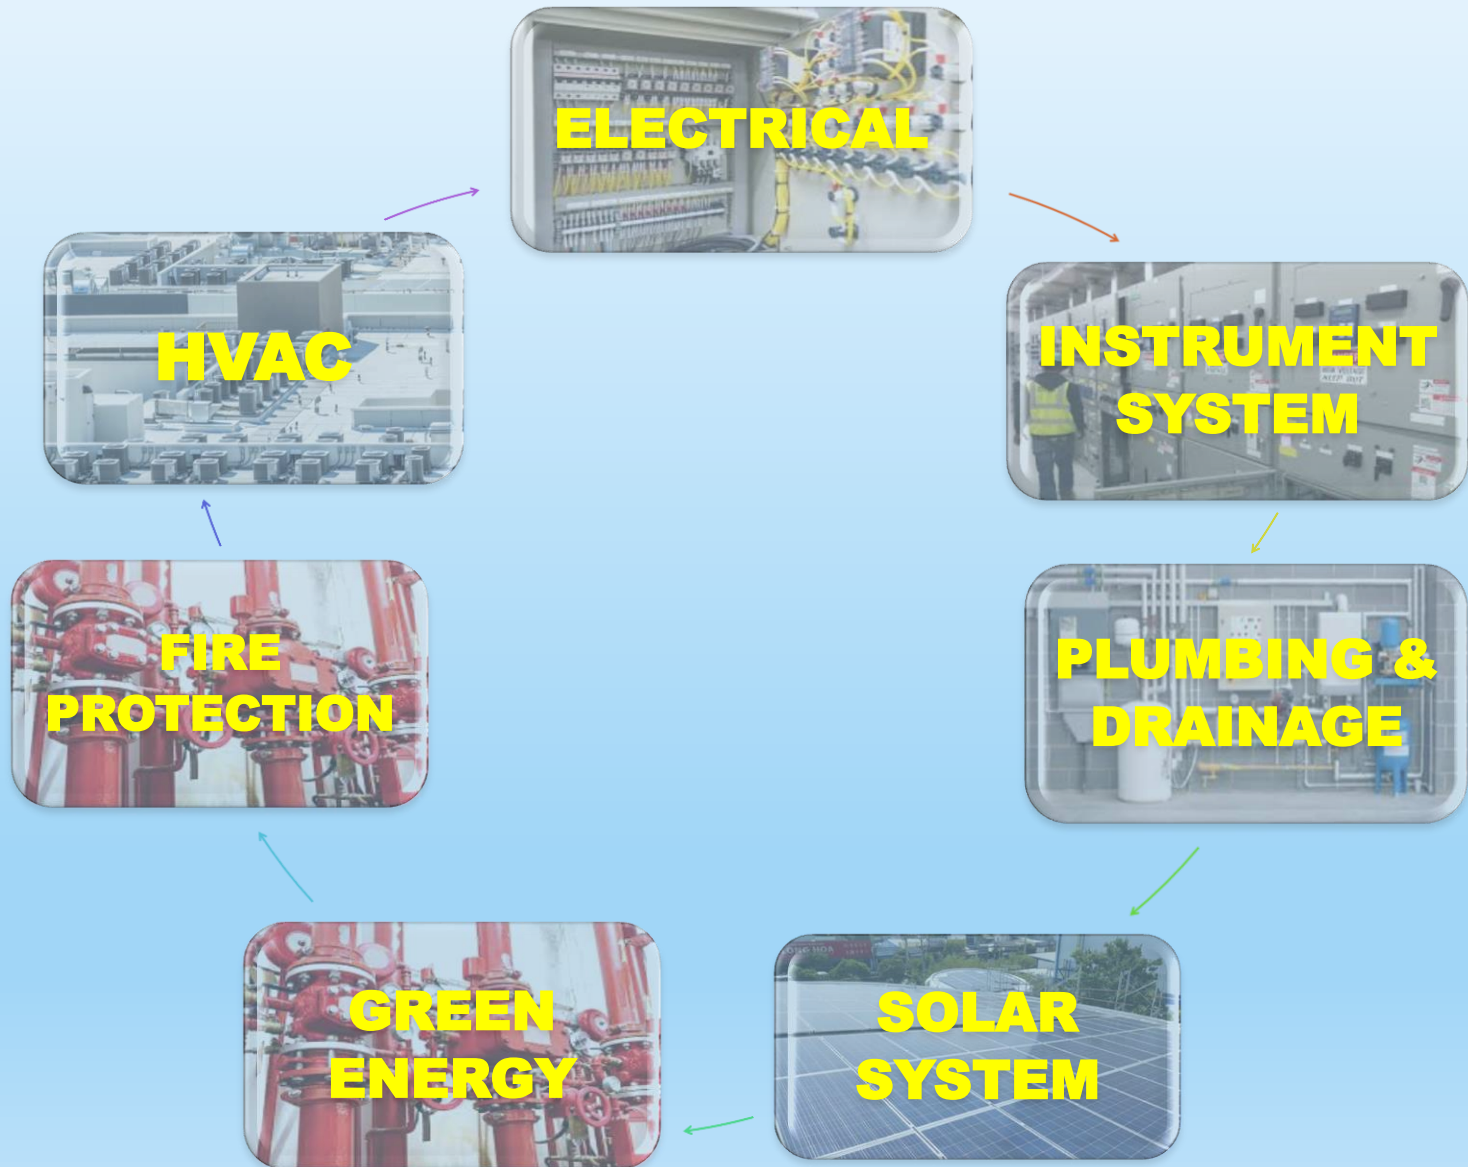 ELECTRICAL
INSTRUMENT
SYSTEM
PLUMBING &
DRAINAGE
SOLAR
SYSTEM
GREEN
ENERGY
FIRE
PROTECTION
HVAC